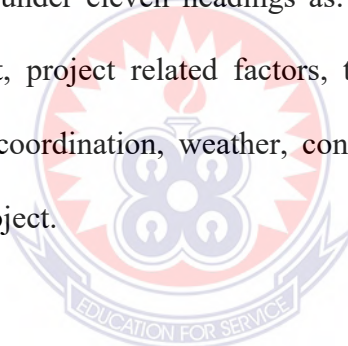 under eleven headings as:
t, project related factors, t
coordination, weather, con
oject.
EDUCATION FOR SERVICE